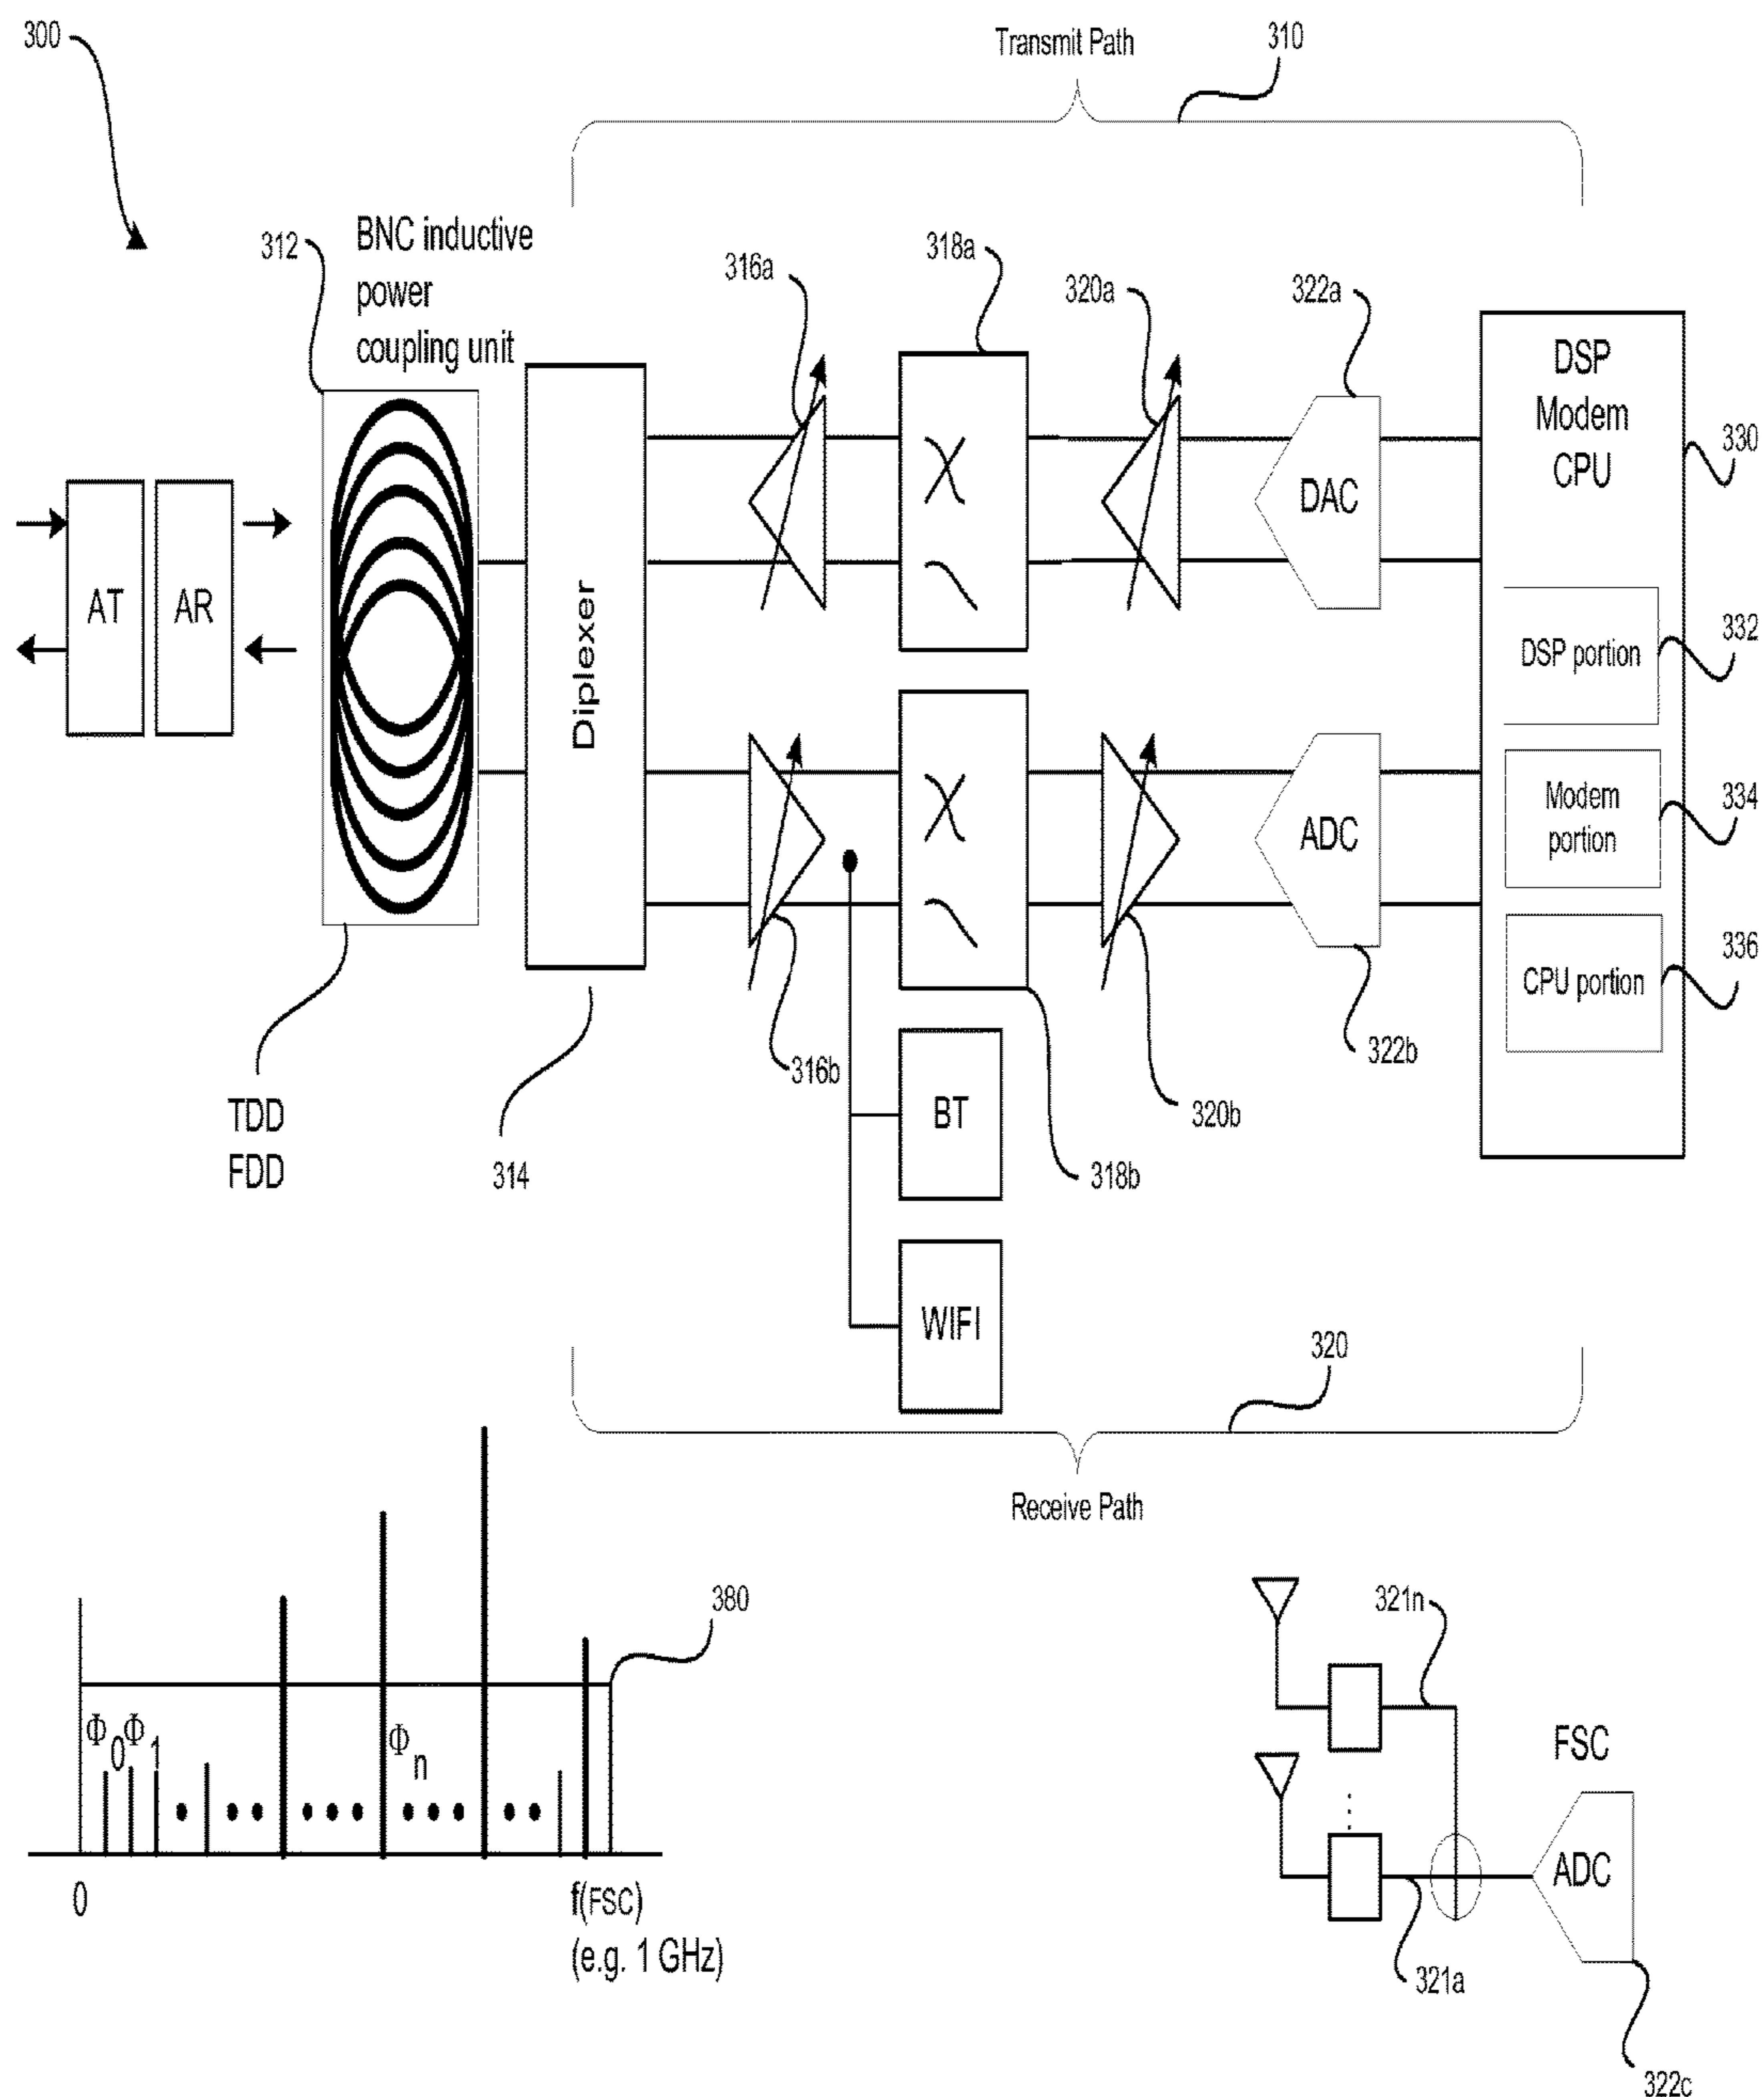 300
Transmit Path
310
312
BNC inductive
power
coupling unit
316a
318a
320a
322a
DSP
Modem
CPU
330
AT
AR
Diplexer
DAC
DSP portion
332
ADC
Modem
portion
334
CPU portion
336
316b
320b
322b
TDD
FDD
314
BT
318b
WIFI
320
Receive Path
380
321n
Φ0
Φ1
Φn
FSC
ADC
0
f(FSC)
(e.g. 1 GHz)
321a
322c